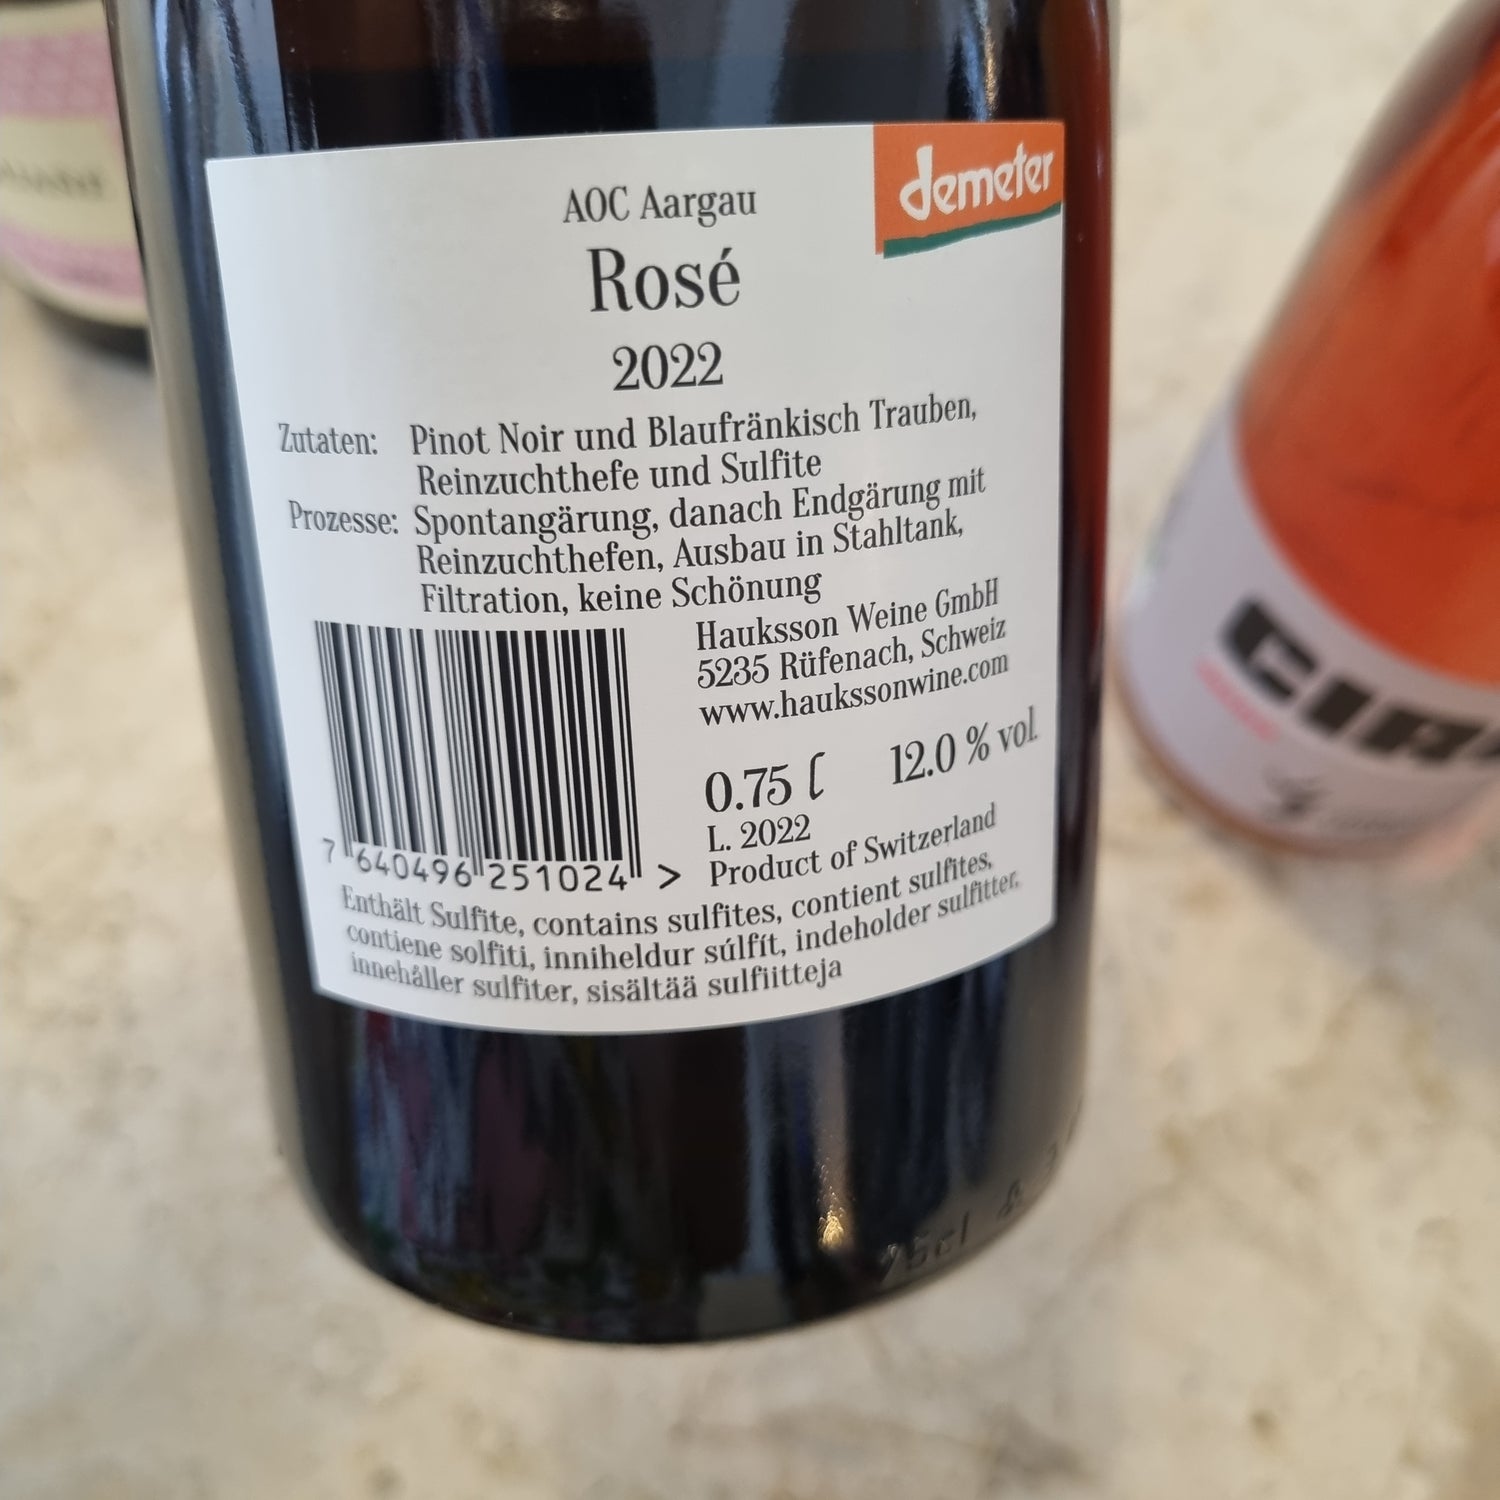 demeter
AOC Aargau
Rosé
2022
Zutaten: Pinot Noir und Blaufränkisch Trauben,
Reinzuchthefe und Sulfite
Prozesse: Spontangärung, danach Endgärung mit
Reinzuchthefen, Ausbau in Stahltank,
Filtration, keine Schönung
Hauksson Weine GmbH
5235 Rüfenach, Schweiz
www.haukssonwine.com
0.75 l 12.0 % vol.
L. 2022
Product of Switzerland
7 640496 251024 >
Enthält Sulfite, contains sulfites, contient sulfites,
contiene solfiti, inniheldur súlfít, indeholder sulfitter,
innehåller sulfiter, sisältää sulfiitteja
75cl